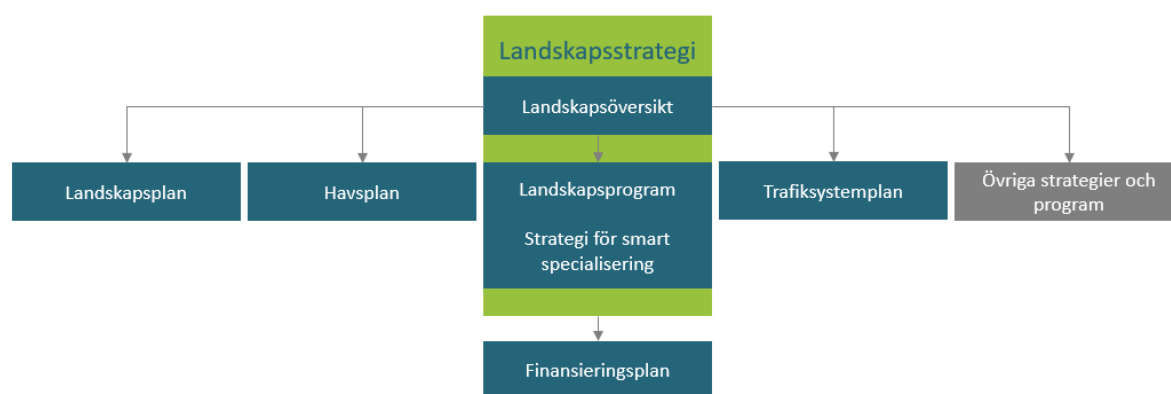 Landskapsstrategi
Landskapsöversikt
Landskapsplan
Havsplan
Landskapsprogram
Strategi för smart
specialisering
Trafiksystemplan
Övriga strategier och
program
Finansieringsplan